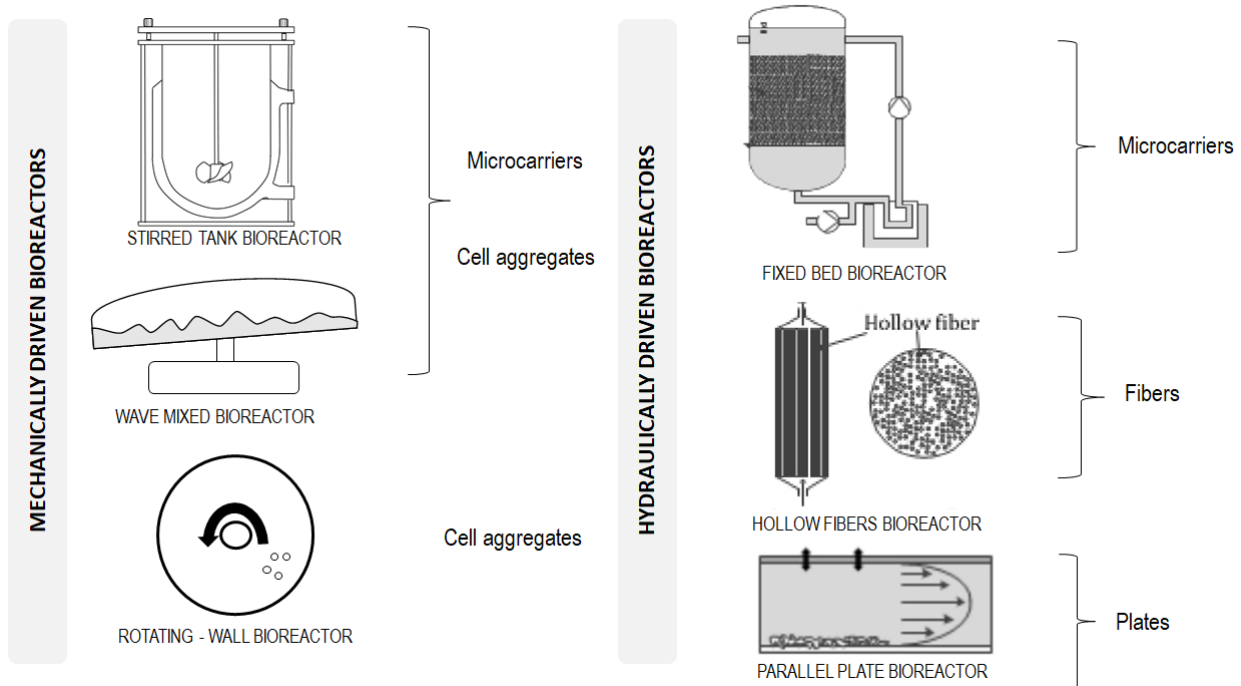 MECHANICALLY DRIVEN BIOREACTORS
STIRRED TANK BIOREACTOR
Microcarriers
Cell aggregates
WAVE MIXED BIOREACTOR
Cell aggregates
ROTATING - WALL BIOREACTOR
HYDRAULICALLY DRIVEN BIOREACTORS
Microcarriers
FIXED BED BIOREACTOR
Hollow fiber
Fibers
HOLLOW FIBERS BIOREACTOR
Plates
PARALLEL PLATE BIOREACTOR